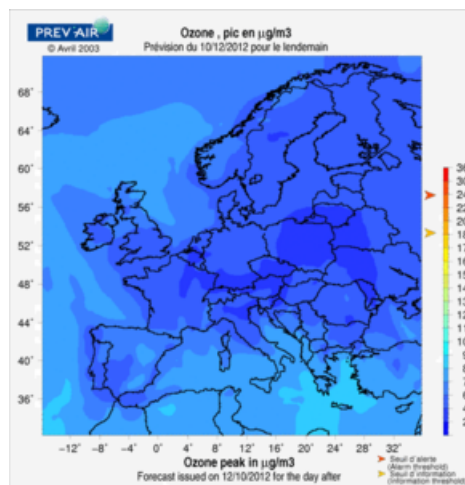 PREV'AIR
© Avril 2003
Ozone , pic en µg/m3
Prévision du 10/12/2012 pour le lendemain
68°
64°
60°
56°
52°
48°
44°
40°
36°
-12° -8° -4° 0° 4° 8° 12° 16° 20° 24° 28° 32°
Ozone peak in µg/m3
Forecast issued on 12/10/2012 for the day after
Seuil d'alerte
(Alarm threshold)
Seuil d'information
(Information threshold)